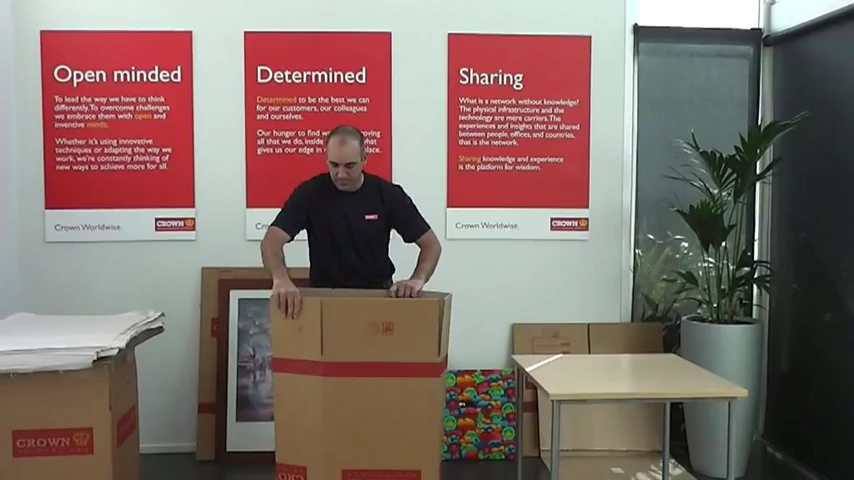 Open minded
To lead the way we have to think
differently. To overcome challenges
we embrace them with open and
inventive minds.
Whether it's using innovative
techniques or adapting the way we
work, we're constantly thinking of
new ways to achieve more for all.
Crown Worldwise.
CROWN
Determined
Determined to be the best we can
for our customers, our colleagues
and ourselves.
Our hunger to find
all that we do, inside
gives us our edge in
place.
Crown
Sharing
What is a network without knowledge?
The physical infrastructure and the
technology are mere carriers. The
experiences and insights that are shared
between people, offices, and countries,
that is the network.
Sharing knowledge and experience
is the platform for wisdom.
Crown Worldwise.
CROWN
CROWN